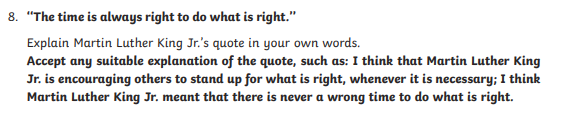 8. “The time is always right to do what is right.”
Explain Martin Luther King Jr.’s quote in your own words.
Accept any suitable explanation of the quote, such as: I think that Martin Luther King
Jr. is encouraging others to stand up for what is right, whenever it is necessary; I think
Martin Luther King Jr. meant that there is never a wrong time to do what is right.